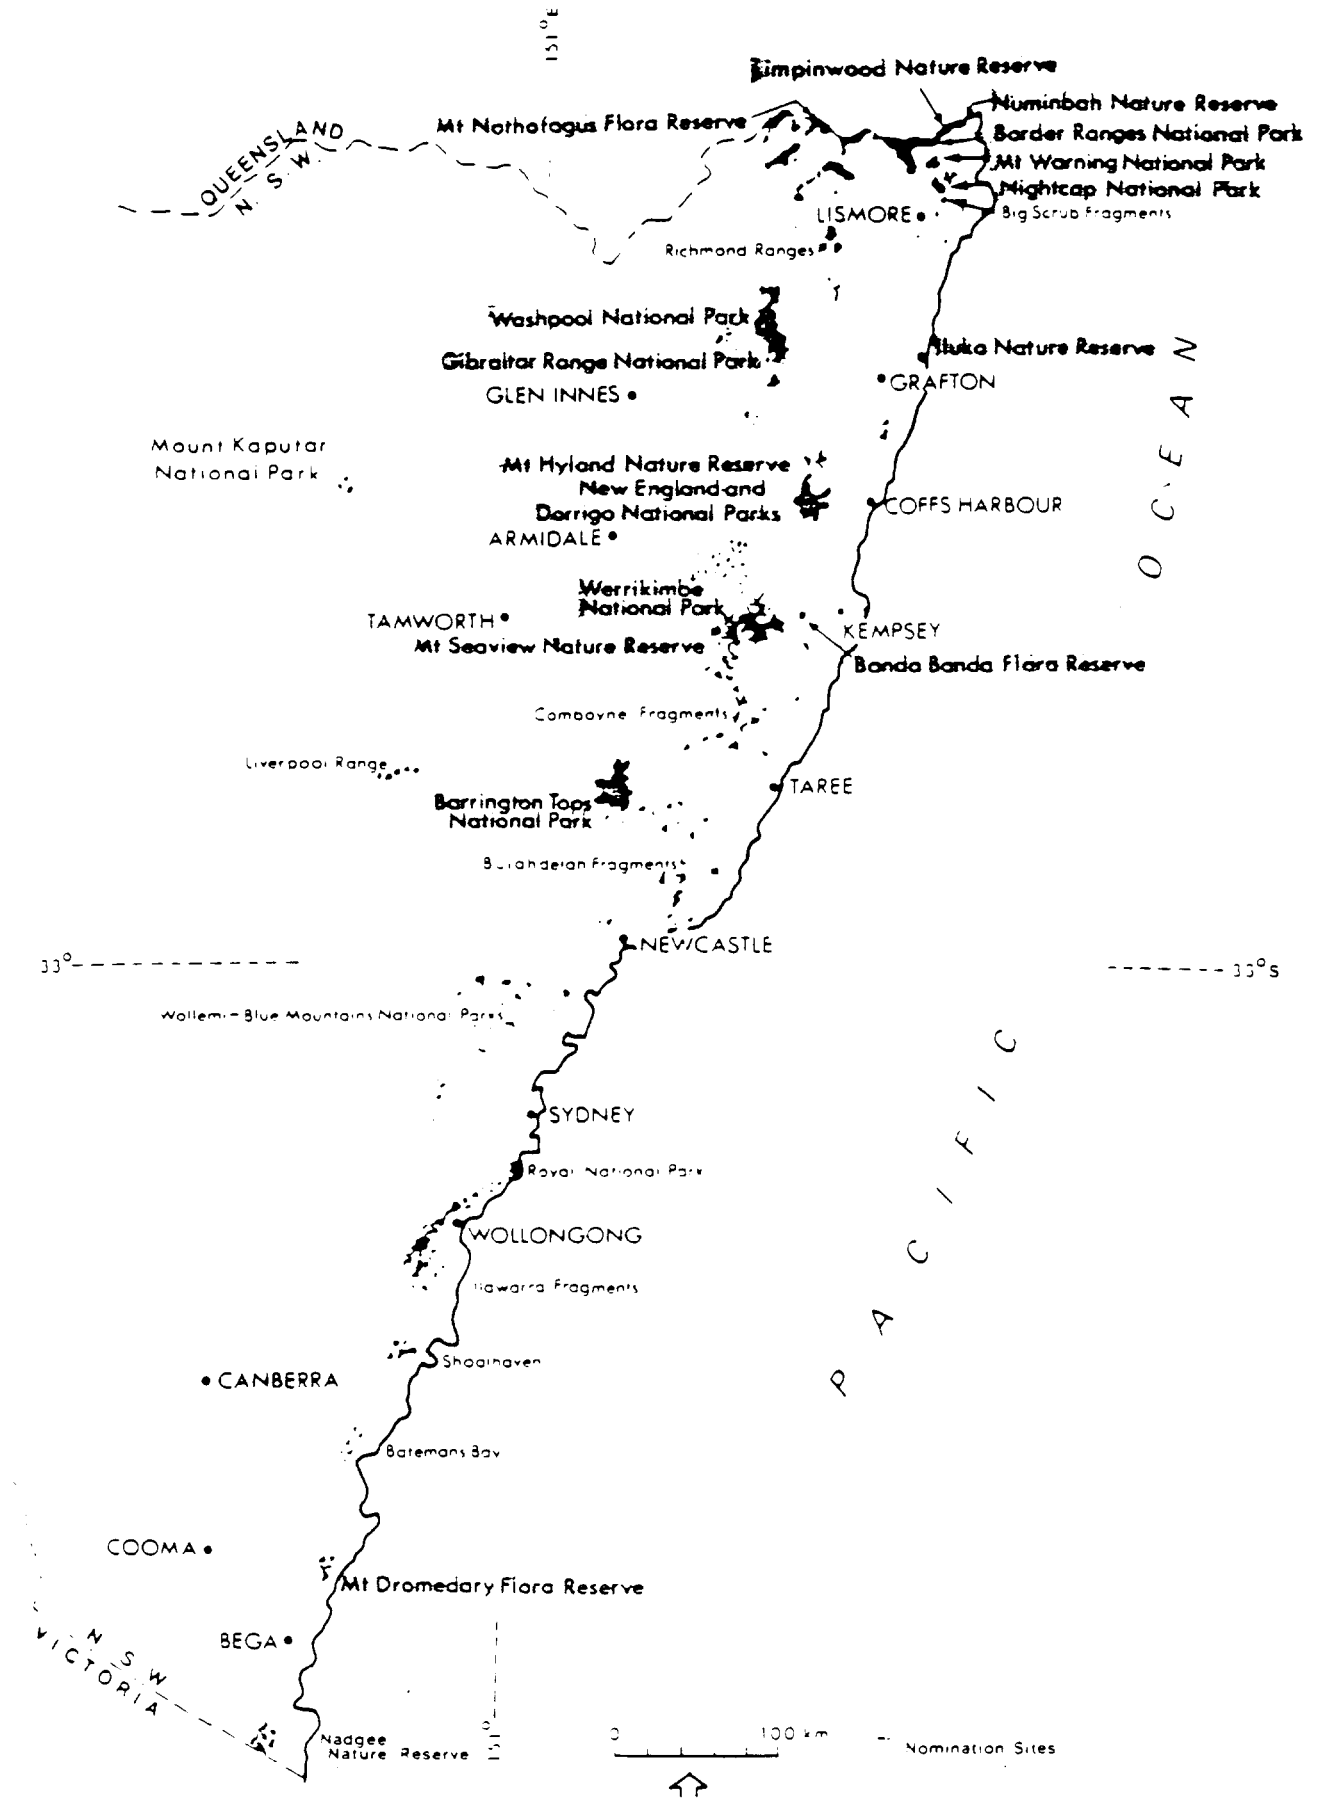 151°E
Limpinwood Nature Reserve
Numinbah Nature Reserve
Mt Nothofagus Flora Reserve
Border Ranges National Park
QUEENSLAND
N. S. W.
Mt Warning National Park
Nightcap National Park
LISMORE
Big Scrub Fragments
Richmond Ranges
Washpool National Park
Iluka Nature Reserve
Gibraltar Range National Park
GRAFTON
GLEN INNES
Mount Kaputar
National Park
Mt Hyland Nature Reserve
New England and
Dorrigo National Parks
COFFS HARBOUR
ARMIDALE
Werrikimbe
National Park
TAMWORTH
KEMPSEY
Mt Seaview Nature Reserve
Banda Banda Flora Reserve
Comboyne Fragments
Liverpool Range
TAREE
Barrington Tops
National Park
Bulahdelah Fragments
NEWCASTLE
33°
33°S
Wollemi-Blue Mountains National Parks
SYDNEY
Royal National Park
WOLLONGONG
Illawarra Fragments
Shoalhaven
CANBERRA
Batemans Bay
PACIFIC OCEAN
COOMA
Mt Dromedary Flora Reserve
BEGA
N S W
VICTORIA
Nadgee
Nature Reserve
151°
0 100 km
Nomination Sites